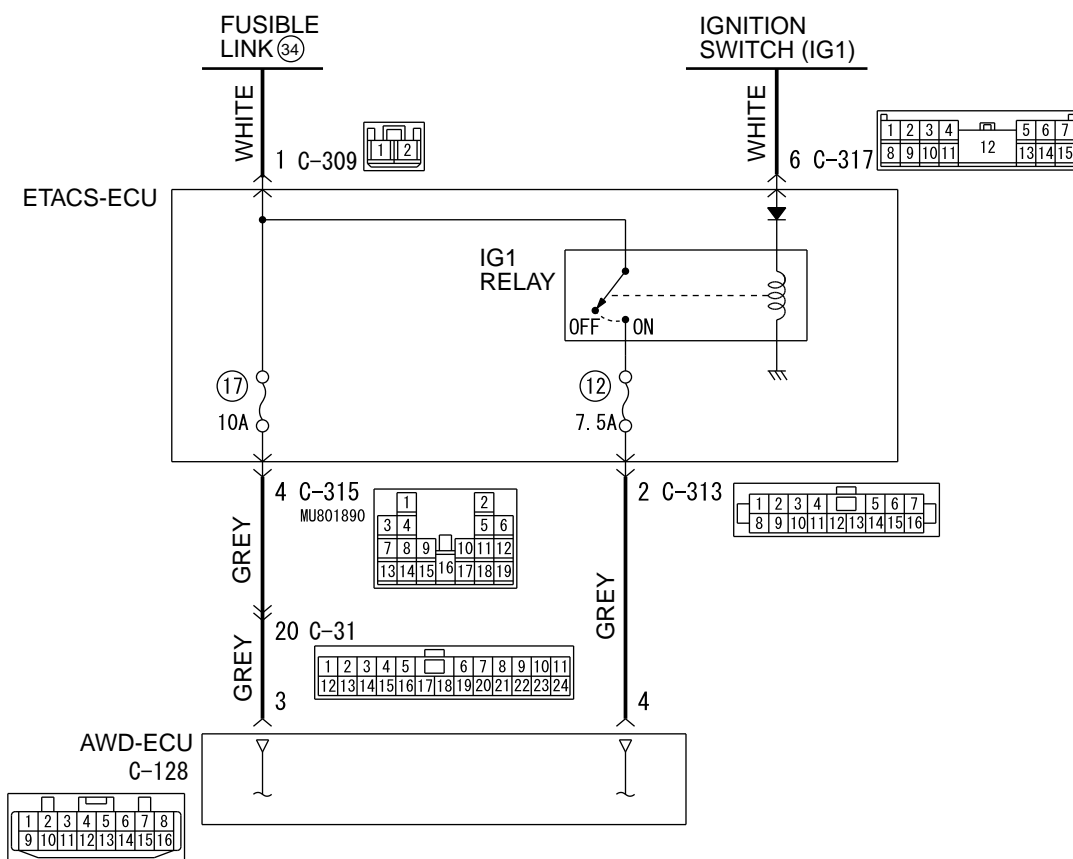 FUSIBLE
LINK 34
IGNITION
SWITCH (IG1)
WHITE
WHITE
1 C-309
1 2
6 C-317
1 2 3 4 5 6 7
12
8 9 10 11 13 14 15
ETACS-ECU
IG1
RELAY
OFF ON
17
10A
12
7.5A
4 C-315
MU801890
1 2
3 4 5 6
7 8 9 10 11 12
13 14 15 16 17 18 19
2 C-313
1 2 3 4 5 6 7
8 9 10 11 12 13 14 15 16
GREY
GREY
20 C-31
1 2 3 4 5 6 7 8 9 10 11
12 13 14 15 16 17 18 19 20 21 22 23 24
GREY
3
4
AWD-ECU
C-128
1 2 3 4 5 6 7 8
9 10 11 12 13 14 15 16